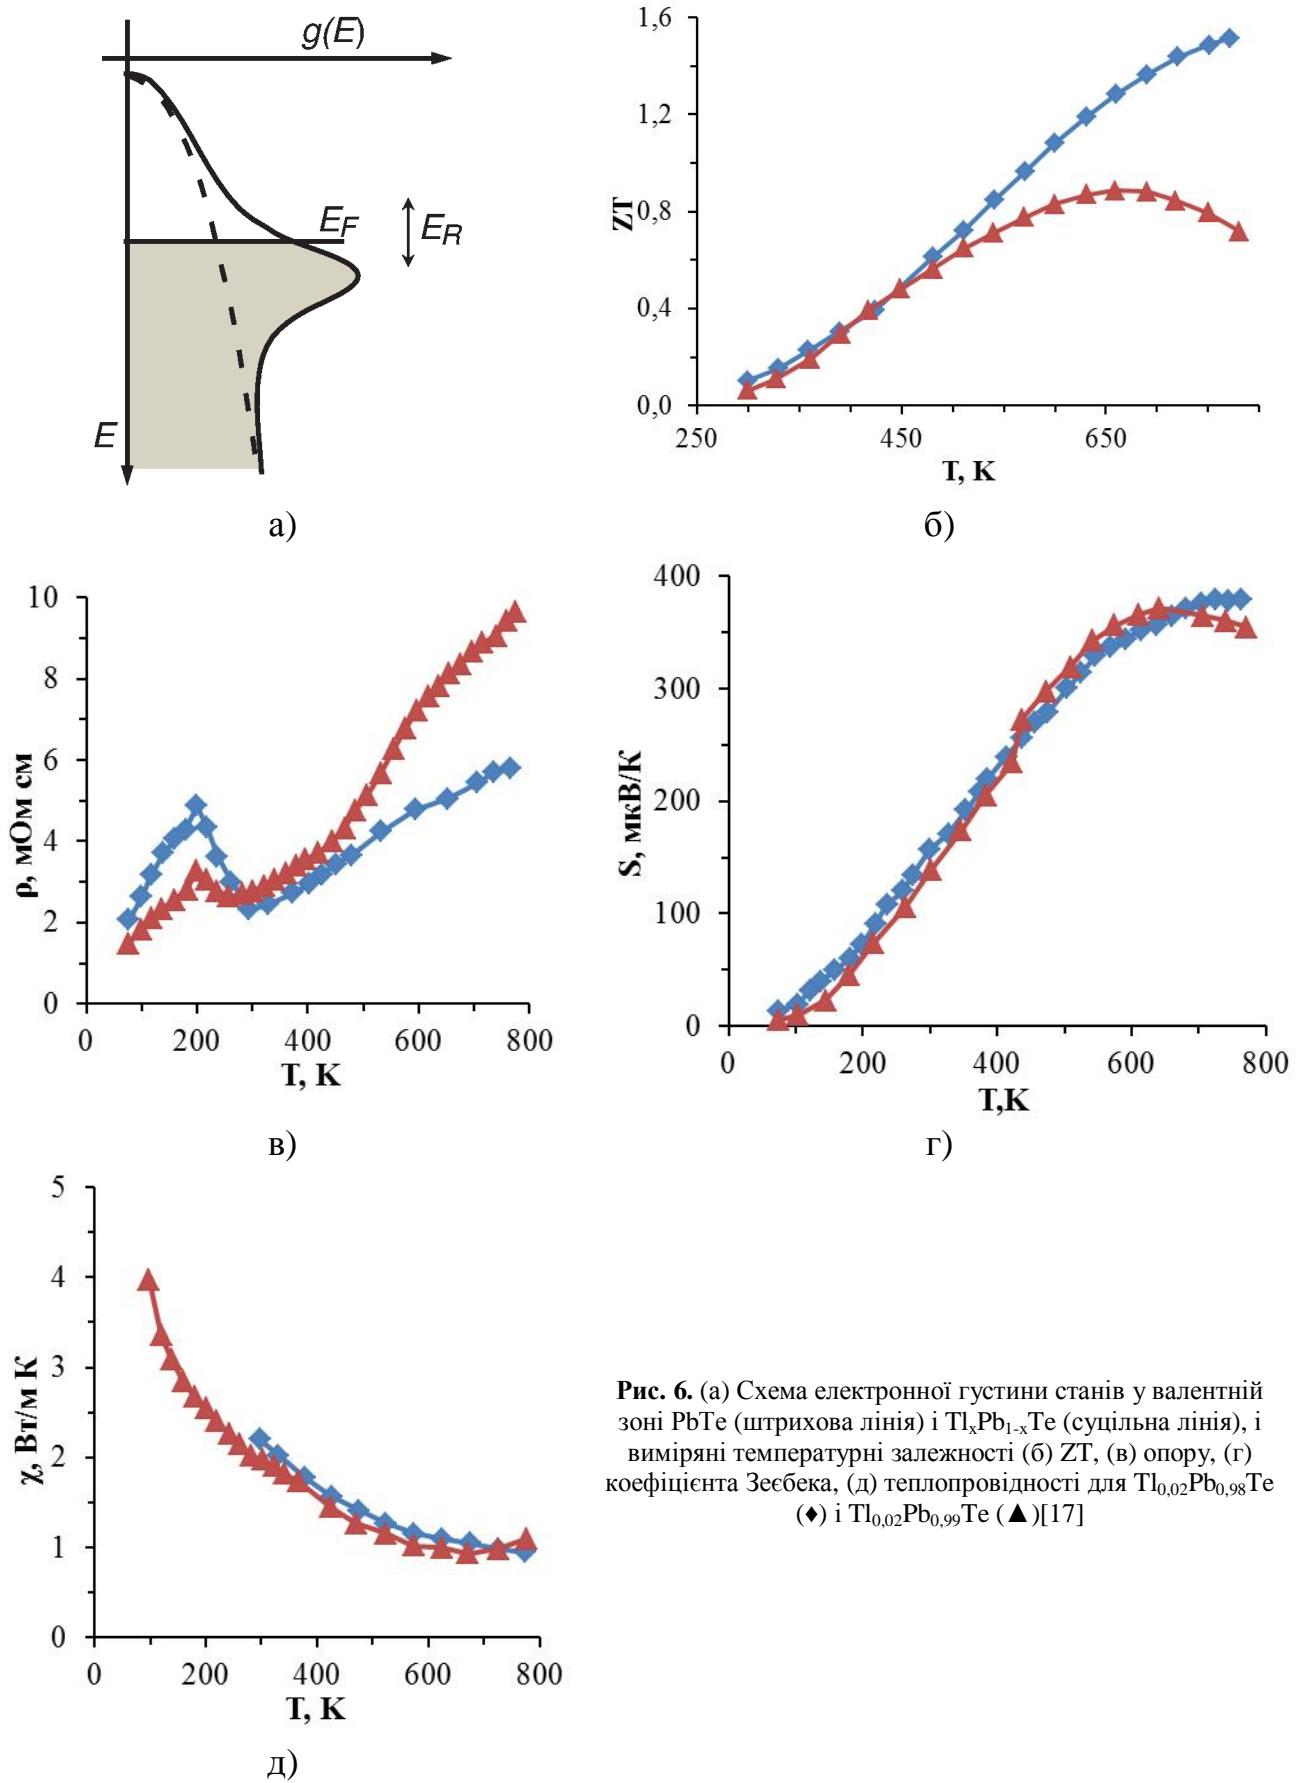 g(E)
E_F
E_R
E
а)
1,6
1,2
0,8
0,4
0,0
ZT
250 450 650
T, K
б)
10
8
6
4
2
0
ρ, мОм см
0 200 400 600 800
T, K
в)
400
300
200
100
0
S, мкВ/К
0 200 400 600 800
T,K
г)
5
4
3
2
1
0
χ, Вт/м К
0 200 400 600 800
T, K
д)
Рис. 6. (а) Схема електронної густини станів у валентній
зоні PbTe (штрихова лінія) і TlₓPb₁₋ₓTe (суцільна лінія), і
виміряні температурні залежності (б) ZT, (в) опору, (г)
коефіцієнта Зеєбека, (д) теплопровідності для Tl₀,₀₂Pb₀,₉₈Te
(♦) і Tl₀,₀₂Pb₀,₉₉Te (▲)[17]